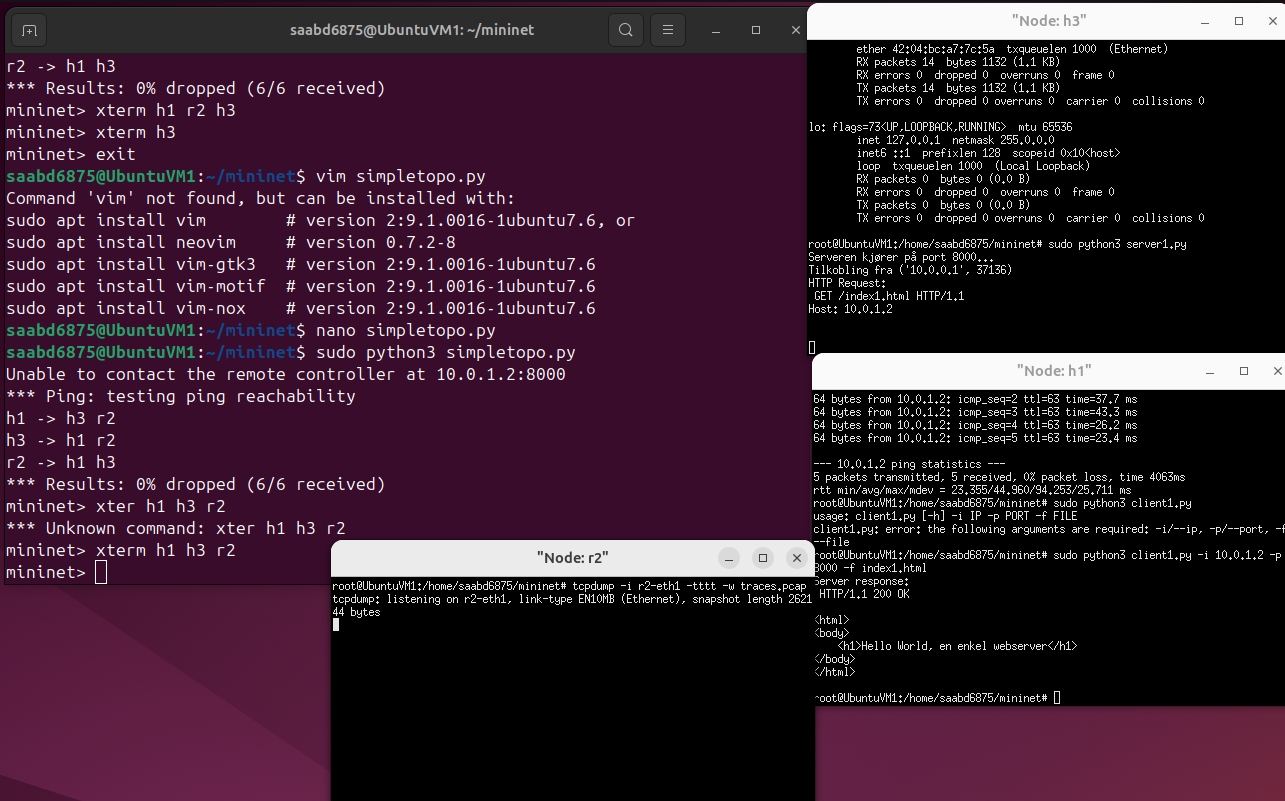 saabd6875@UbuntuVM1: ~/mininet
r2 -> h1 h3
*** Results: 0% dropped (6/6 received)
mininet> xterm h1 r2 h3
mininet> xterm h3
mininet> exit
saabd6875@UbuntuVM1:~/mininet$ vim simpletopo.py
Command 'vim' not found, but can be installed with:
sudo apt install vim        # version 2:9.1.0016-1ubuntu7.6, or
sudo apt install neovim     # version 0.7.2-8
sudo apt install vim-gtk3   # version 2:9.1.0016-1ubuntu7.6
sudo apt install vim-motif  # version 2:9.1.0016-1ubuntu7.6
sudo apt install vim-nox    # version 2:9.1.0016-1ubuntu7.6
saabd6875@UbuntuVM1:~/mininet$ nano simpletopo.py
saabd6875@UbuntuVM1:~/mininet$ sudo python3 simpletopo.py
Unable to contact the remote controller at 10.0.1.2:8000
*** Ping: testing ping reachability
h1 -> h3 r2
h3 -> h1 r2
r2 -> h1 h3
*** Results: 0% dropped (6/6 received)
mininet> xter h1 h3 r2
*** Unknown command: xter h1 h3 r2
mininet> xterm h1 h3 r2
mininet>
"Node: h3"
ether 42:04:bc:a7:7c:5a  txqueuelen 1000  (Ethernet)
RX packets 14  bytes 1132 (1.1 KB)
RX errors 0  dropped 0  overruns 0  frame 0
TX packets 14  bytes 1132 (1.1 KB)
TX errors 0  dropped 0 overruns 0  carrier 0  collisions 0
lo: flags=73<UP,LOOPBACK,RUNNING>  mtu 65536
inet 127.0.0.1  netmask 255.0.0.0
inet6 ::1  prefixlen 128  scopeid 0x10<host>
loop  txqueuelen 1000  (Local Loopback)
RX packets 0  bytes 0 (0.0 B)
RX errors 0  dropped 0  overruns 0  frame 0
TX packets 0  bytes 0 (0.0 B)
TX errors 0  dropped 0 overruns 0  carrier 0  collisions 0
root@UbuntuVM1:/home/saabd6875/mininet# sudo python3 server1.py
Serveren kjører på port 8000...
Tilkobling fra ('10.0.0.1', 37136)
HTTP Request:
GET /index1.html HTTP/1.1
Host: 10.0.1.2
"Node: h1"
64 bytes from 10.0.1.2: icmp_seq=2 ttl=63 time=37.7 ms
64 bytes from 10.0.1.2: icmp_seq=3 ttl=63 time=43.3 ms
64 bytes from 10.0.1.2: icmp_seq=4 ttl=63 time=26.2 ms
64 bytes from 10.0.1.2: icmp_seq=5 ttl=63 time=23.4 ms
--- 10.0.1.2 ping statistics ---
5 packets transmitted, 5 received, 0% packet loss, time 4063ms
rtt min/avg/max/mdev = 23.355/44.960/94.253/25.711 ms
root@UbuntuVM1:/home/saabd6875/mininet# sudo python3 client1.py
usage: client1.py [-h] -i IP -p PORT -f FILE
client1.py: error: the following arguments are required: -i/--ip, -p/--port, -f
--file
root@UbuntuVM1:/home/saabd6875/mininet# sudo python3 client1.py -i 10.0.1.2 -p
8000 -f index1.html
Server response:
HTTP/1.1 200 OK
<html>
<body>
<h1>Hello World, en enkel webserver</h1>
</body>
</html>
root@UbuntuVM1:/home/saabd6875/mininet#
"Node: r2"
root@UbuntuVM1:/home/saabd6875/mininet# tcpdump -i r2-eth1 -tttt -w traces.pcap
tcpdump: listening on r2-eth1, link-type EN10MB (Ethernet), snapshot length 2621
44 bytes